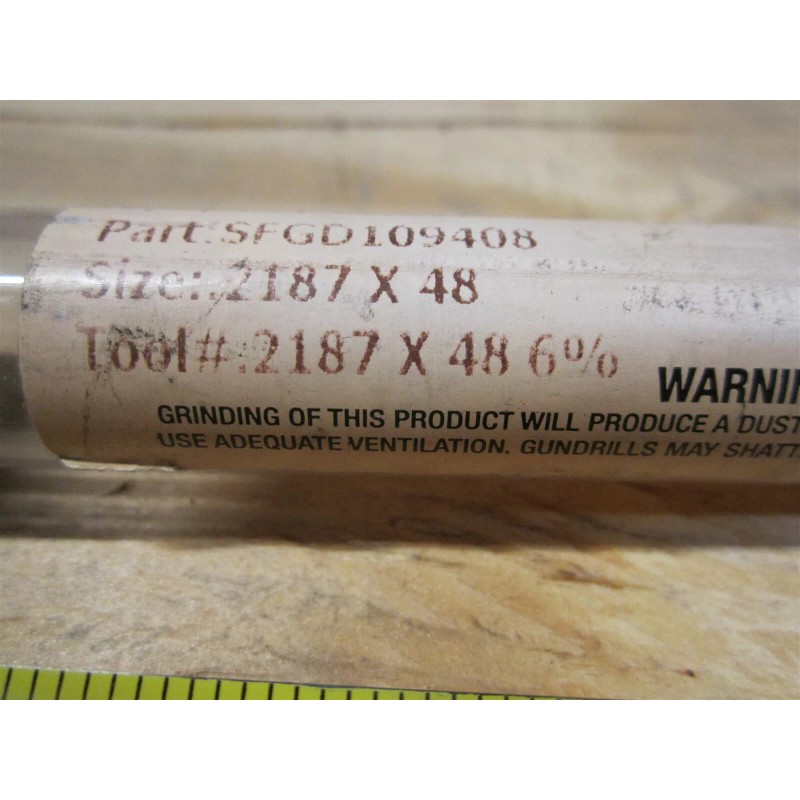 Part:SFGD109408
Size:.2187 X 48
Tool#:.2187 X 48 6%
WARNIN
GRINDING OF THIS PRODUCT WILL PRODUCE A DUST
USE ADEQUATE VENTILATION. GUNDRILLS MAY SHATT